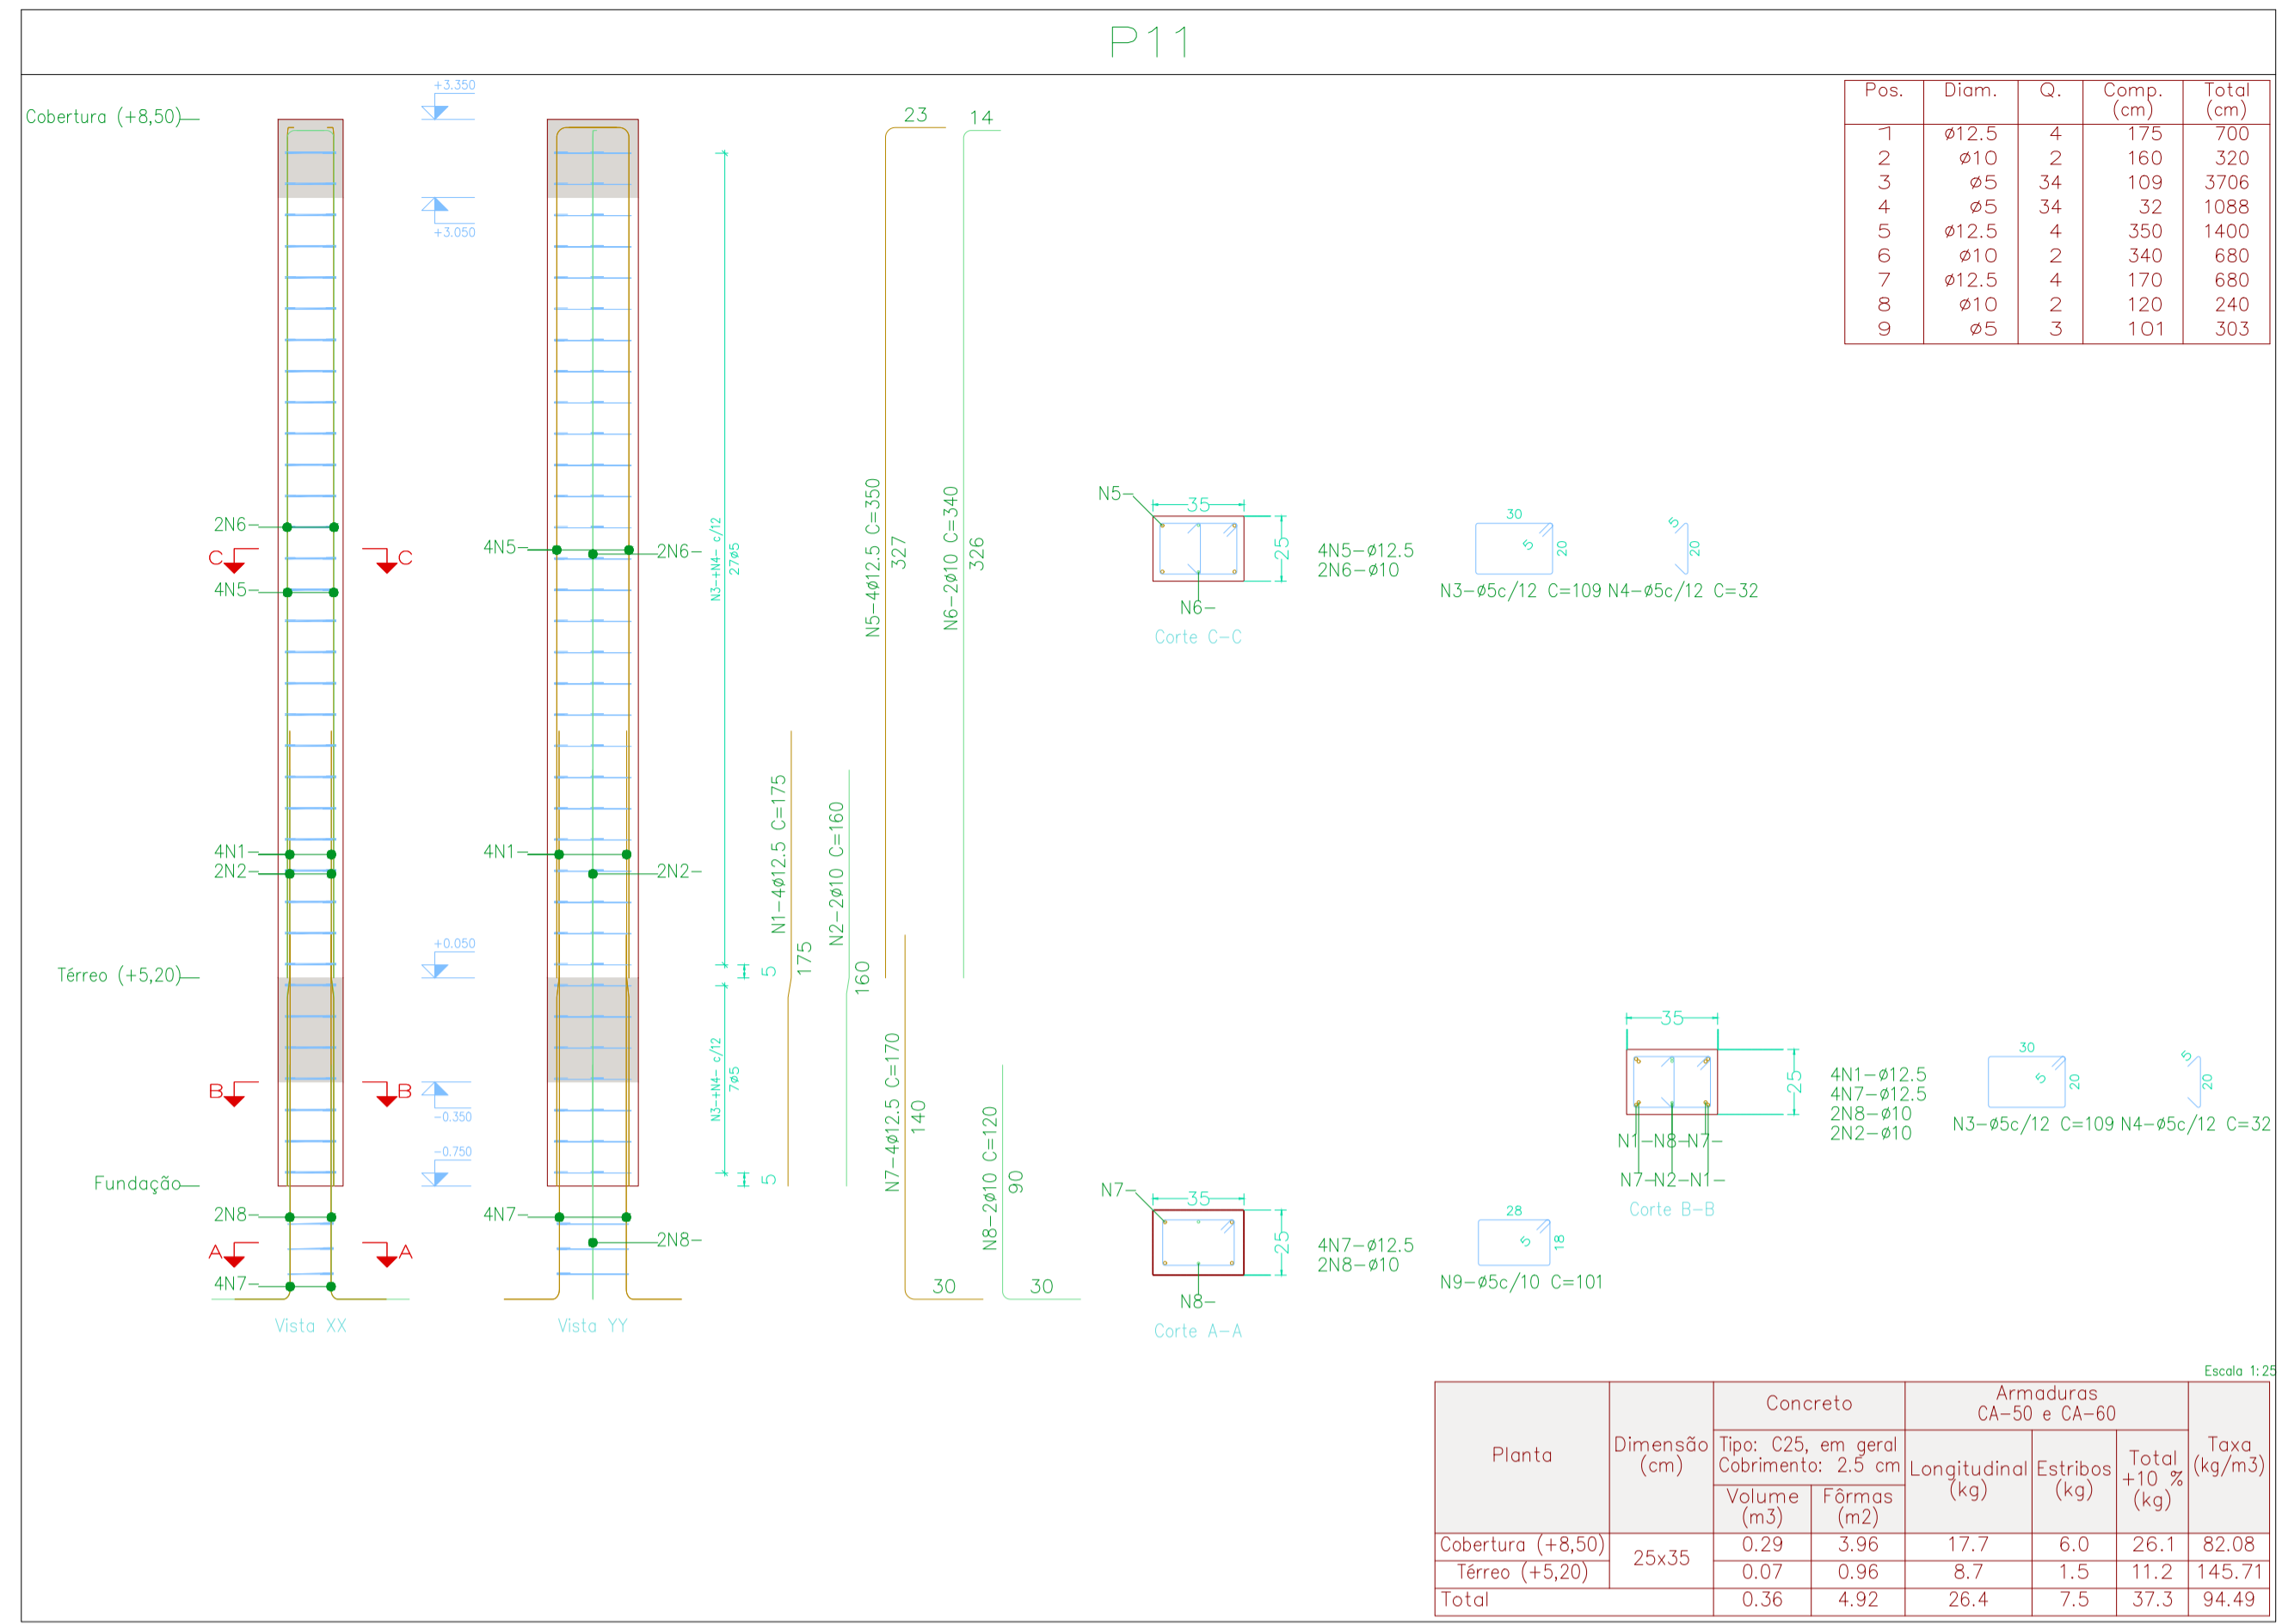 P11
Pos. Diam. Q. Comp. (cm) Total (cm)
1 ø12.5 4 175 700
2 ø10 2 160 320
3 ø5 34 109 3706
4 ø5 34 32 1088
5 ø12.5 4 350 1400
6 ø10 2 340 680
7 ø12.5 4 170 680
8 ø10 2 120 240
9 ø5 3 101 303
Cobertura (+8,50)
+3.350
+3.050
2N6
C C
4N5
4N1
2N2
+0.050
Térreo (+5,20)
B B
-0.350
-0.750
Fundação
2N8
A A
4N7
Vista XX
4N5
2N6
4N1
2N2
4N7
2N8
Vista YY
N3-+N4- c/12
27ø5
5
N3-+N4- c/12
7ø5
5
N1-4ø12.5 C=175
175
N2-2ø10 C=160
160
23
N5-4ø12.5 C=350
327
14
N6-2ø10 C=340
326
N7-4ø12.5 C=170
140
30
N8-2ø10 C=120
90
30
N5
35
25
N6
Corte C-C
4N5-ø12.5
2N6-ø10
30
5
20
N3-ø5c/12 C=109
5
20
N4-ø5c/12 C=32
35
25
N1-N8-N7-
N7-N2-N1-
Corte B-B
4N1-ø12.5
4N7-ø12.5
2N8-ø10
2N2-ø10
30
5
20
N3-ø5c/12 C=109
5
20
N4-ø5c/12 C=32
N7
35
25
N8
Corte A-A
4N7-ø12.5
2N8-ø10
28
5
18
N9-ø5c/10 C=101
Escala 1:25
Planta
Dimensão (cm)
Concreto
Tipo: C25, em geral
Cobrimento: 2.5 cm
Volume (m3)
Fôrmas (m2)
Armaduras
CA-50 e CA-60
Longitudinal (kg)
Estribos (kg)
Total +10 % (kg)
Taxa (kg/m3)
Cobertura (+8,50) 25x35 0.29 3.96 17.7 6.0 26.1 82.08
Térreo (+5,20) 0.07 0.96 8.7 1.5 11.2 145.71
Total 0.36 4.92 26.4 7.5 37.3 94.49